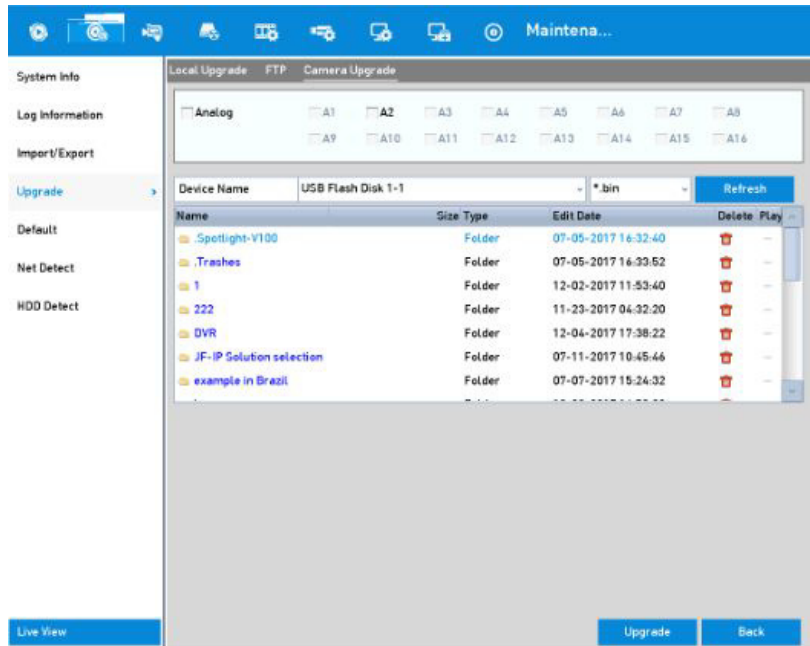 Maintena...
System Info
Log Information
Import/Export
Upgrade
Default
Net Detect
HDD Detect
Live View
Local Upgrade FTP Camera Upgrade
Analog A1 A2 A3 A4 A5 A6 A7 A8
A9 A10 A11 A12 A13 A14 A15 A16
Device Name USB Flash Disk 1-1 *.bin Refresh
Name Size Type Edit Date Delete Play
.Spotlight-V100 Folder 07-05-2017 16:32:40 —
.Trashes Folder 07-05-2017 16:33:52 —
1 Folder 12-02-2017 11:53:40 —
222 Folder 11-23-2017 04:32:20 —
DVR Folder 12-04-2017 17:38:22 —
JF-IP Solution selection Folder 07-11-2017 10:45:46 —
example in Brazil Folder 07-07-2017 15:24:32 —
Upgrade Back